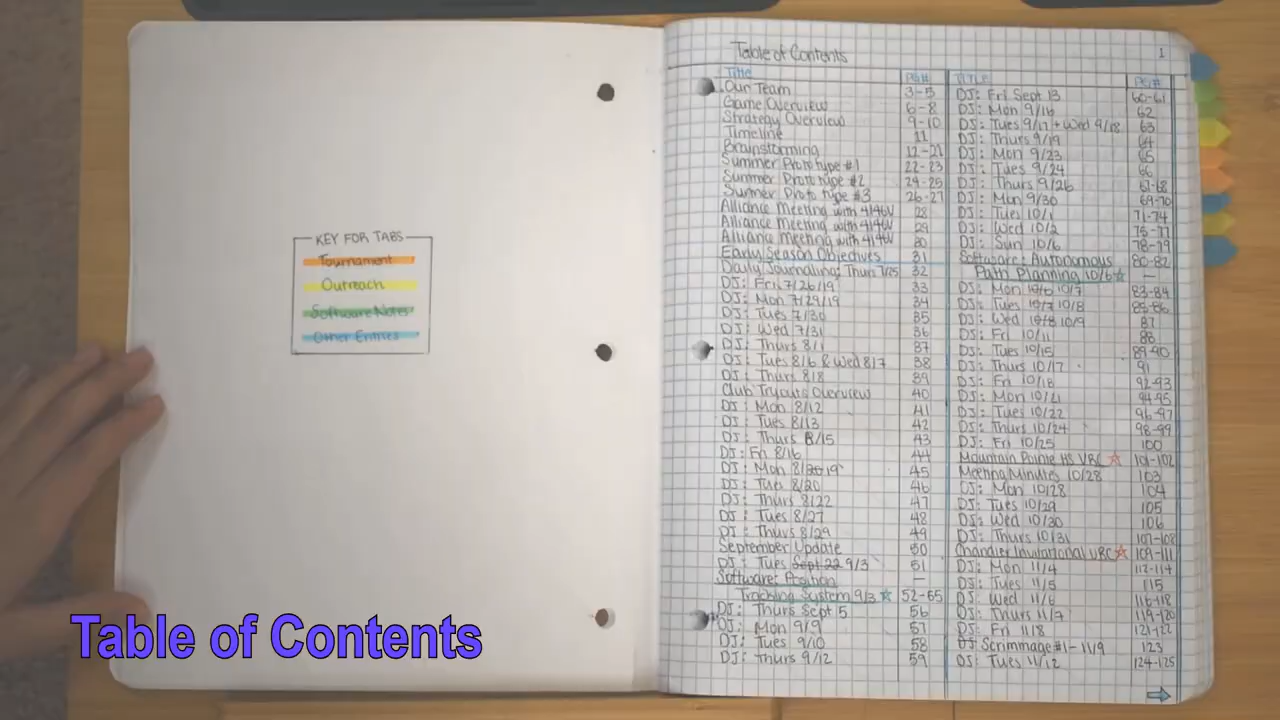 KEY FOR TABS
Tournament
Outreach
Software Notes
Other Entries
Table of Contents
1
Title PG#
Our Team 3-5
Game Overview 6-8
Strategy Overview 9-10
Timeline 11
Brainstorming 12-21
Summer Prototype #1 22-23
Summer Prototype #2 24-25
Summer Prototype #3 26-27
Alliance Meeting with 4146V 28
Alliance Meeting with 4146V 29
Alliance Meeting with 4146V 30
Early Season Objectives 31
Daily Journaling: Thurs 7/25 32
DJ: Fri 7/26/19 33
DJ: Mon 7/29/19 34
DJ: Tues 7/30 35
DJ: Wed 7/31 36
DJ: Thurs 8/1 37
DJ: Tues 8/6 & Wed 8/7 38
DJ: Thurs 8/8 39
Club Tryouts Overview 40
DJ: Mon 8/12 41
DJ: Tues 8/13 42
DJ: Thurs 8/15 43
DJ: Fri 8/16 44
DJ: Mon 8/19 45
DJ: Tues 8/20 46
DJ: Thurs 8/22 47
DJ: Tues 8/27 48
DJ: Thurs 8/29 49
September Update 50
DJ: Tues Sept 22 9/3 51
Software: Position —
Tracking System 9/3 ☆ 52-55
DJ: Thurs Sept 5 56
DJ: Mon 9/9 57
DJ: Tues 9/10 58
DJ: Thurs 9/12 59
Title PG#
DJ: Fri Sept 13 60-61
DJ: Mon 9/16 62
DJ: Tues 9/17 + Wed 9/18 63
DJ: Thurs 9/19 64
DJ: Mon 9/23 65
DJ: Tues 9/24 66
DJ: Thurs 9/26 67-68
DJ: Mon 9/30 69-70
DJ: Tues 10/1 71-74
DJ: Wed 10/2 75-77
DJ: Sun 10/6 78-79
Software: Autonomous 80-82
Path Planning 10/6 ☆ —
DJ: Mon 10/6 10/7 83-84
DJ: Tues 10/7 10/8 85-86
DJ: Wed 10/8 10/9 87
DJ: Fri 10/11 88
DJ: Tues 10/15 89-90
DJ: Thurs 10/17 91
DJ: Fri 10/18 92-93
DJ: Mon 10/21 94-95
DJ: Tues 10/22 96-97
DJ: Thurs 10/24 98-99
DJ: Fri 10/25 100
Mountain Pointe HS VRC ☆ 101-102
Meeting Minutes 10/28 103
DJ: Mon 10/28 104
DJ: Tues 10/29 105
DJ: Wed 10/30 106
DJ: Thurs 10/31 107-108
Chandler Invitational VRC ☆ 109-111
DJ: Mon 11/4 112-114
DJ: Tues 11/5 115
DJ: Wed 11/6 116-118
DJ: Thurs 11/7 119-120
DJ: Fri 11/8 121-122
DJ Scrimmage #1 - 11/9 123
DJ: Tues 11/12 124-125
Table of Contents